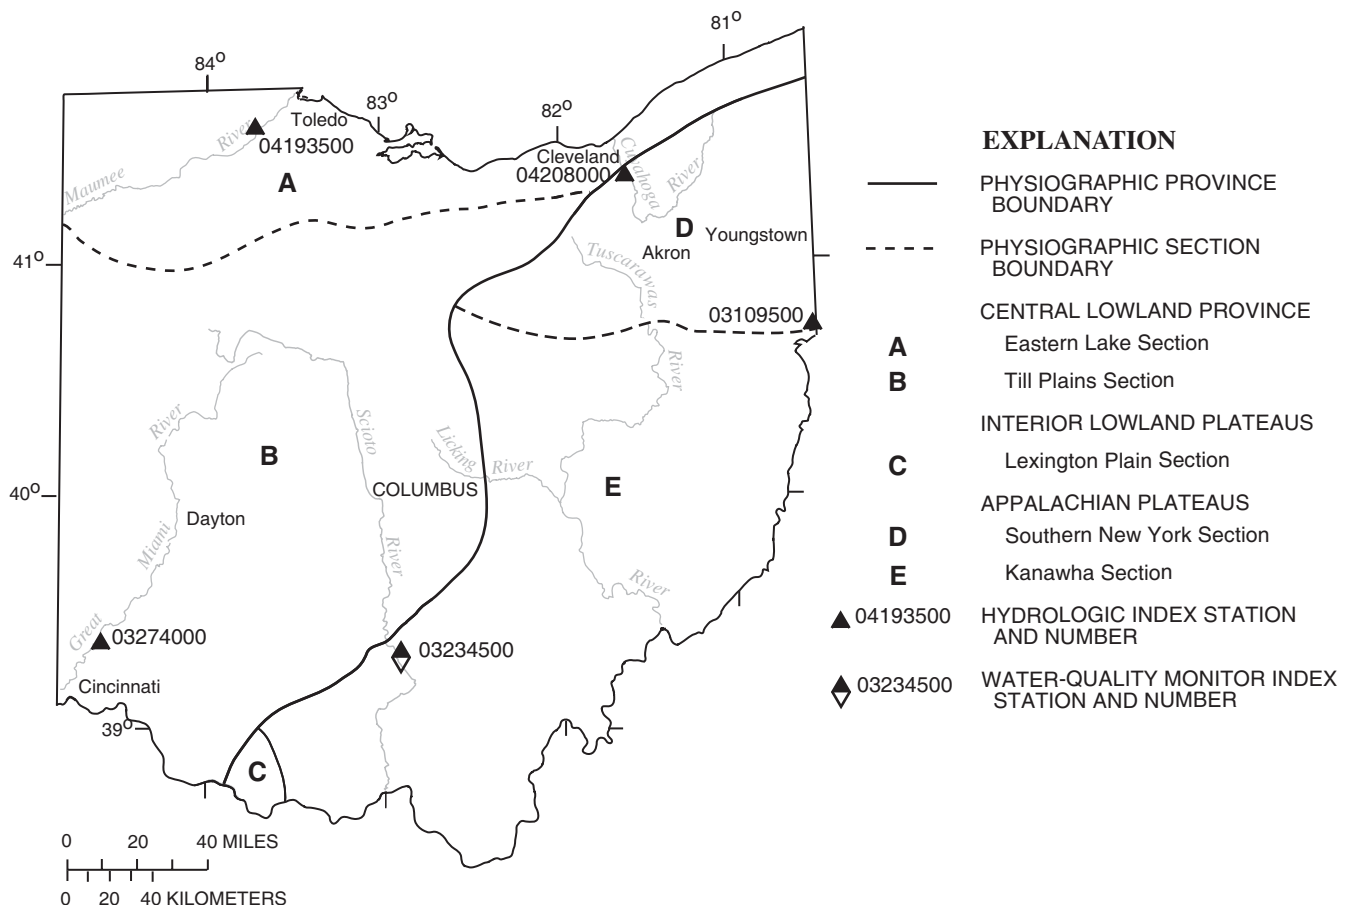 81°
84°
83°
82°
Toledo
River
04193500
Cleveland
04208000
Cuyahoga
River
Maumee
A
D
Youngstown
Akron
Tuscarawas
41°
03109500
River
River
Scioto
Licking
River
B
E
COLUMBUS
40°
Dayton
Miami
River
River
Great
03274000
03234500
Cincinnati
39°
C
0 20 40 MILES
0 20 40 KILOMETERS
EXPLANATION
PHYSIOGRAPHIC PROVINCE
BOUNDARY
PHYSIOGRAPHIC SECTION
BOUNDARY
CENTRAL LOWLAND PROVINCE
A Eastern Lake Section
B Till Plains Section
INTERIOR LOWLAND PLATEAUS
C Lexington Plain Section
APPALACHIAN PLATEAUS
D Southern New York Section
E Kanawha Section
04193500 HYDROLOGIC INDEX STATION
AND NUMBER
03234500 WATER-QUALITY MONITOR INDEX
STATION AND NUMBER